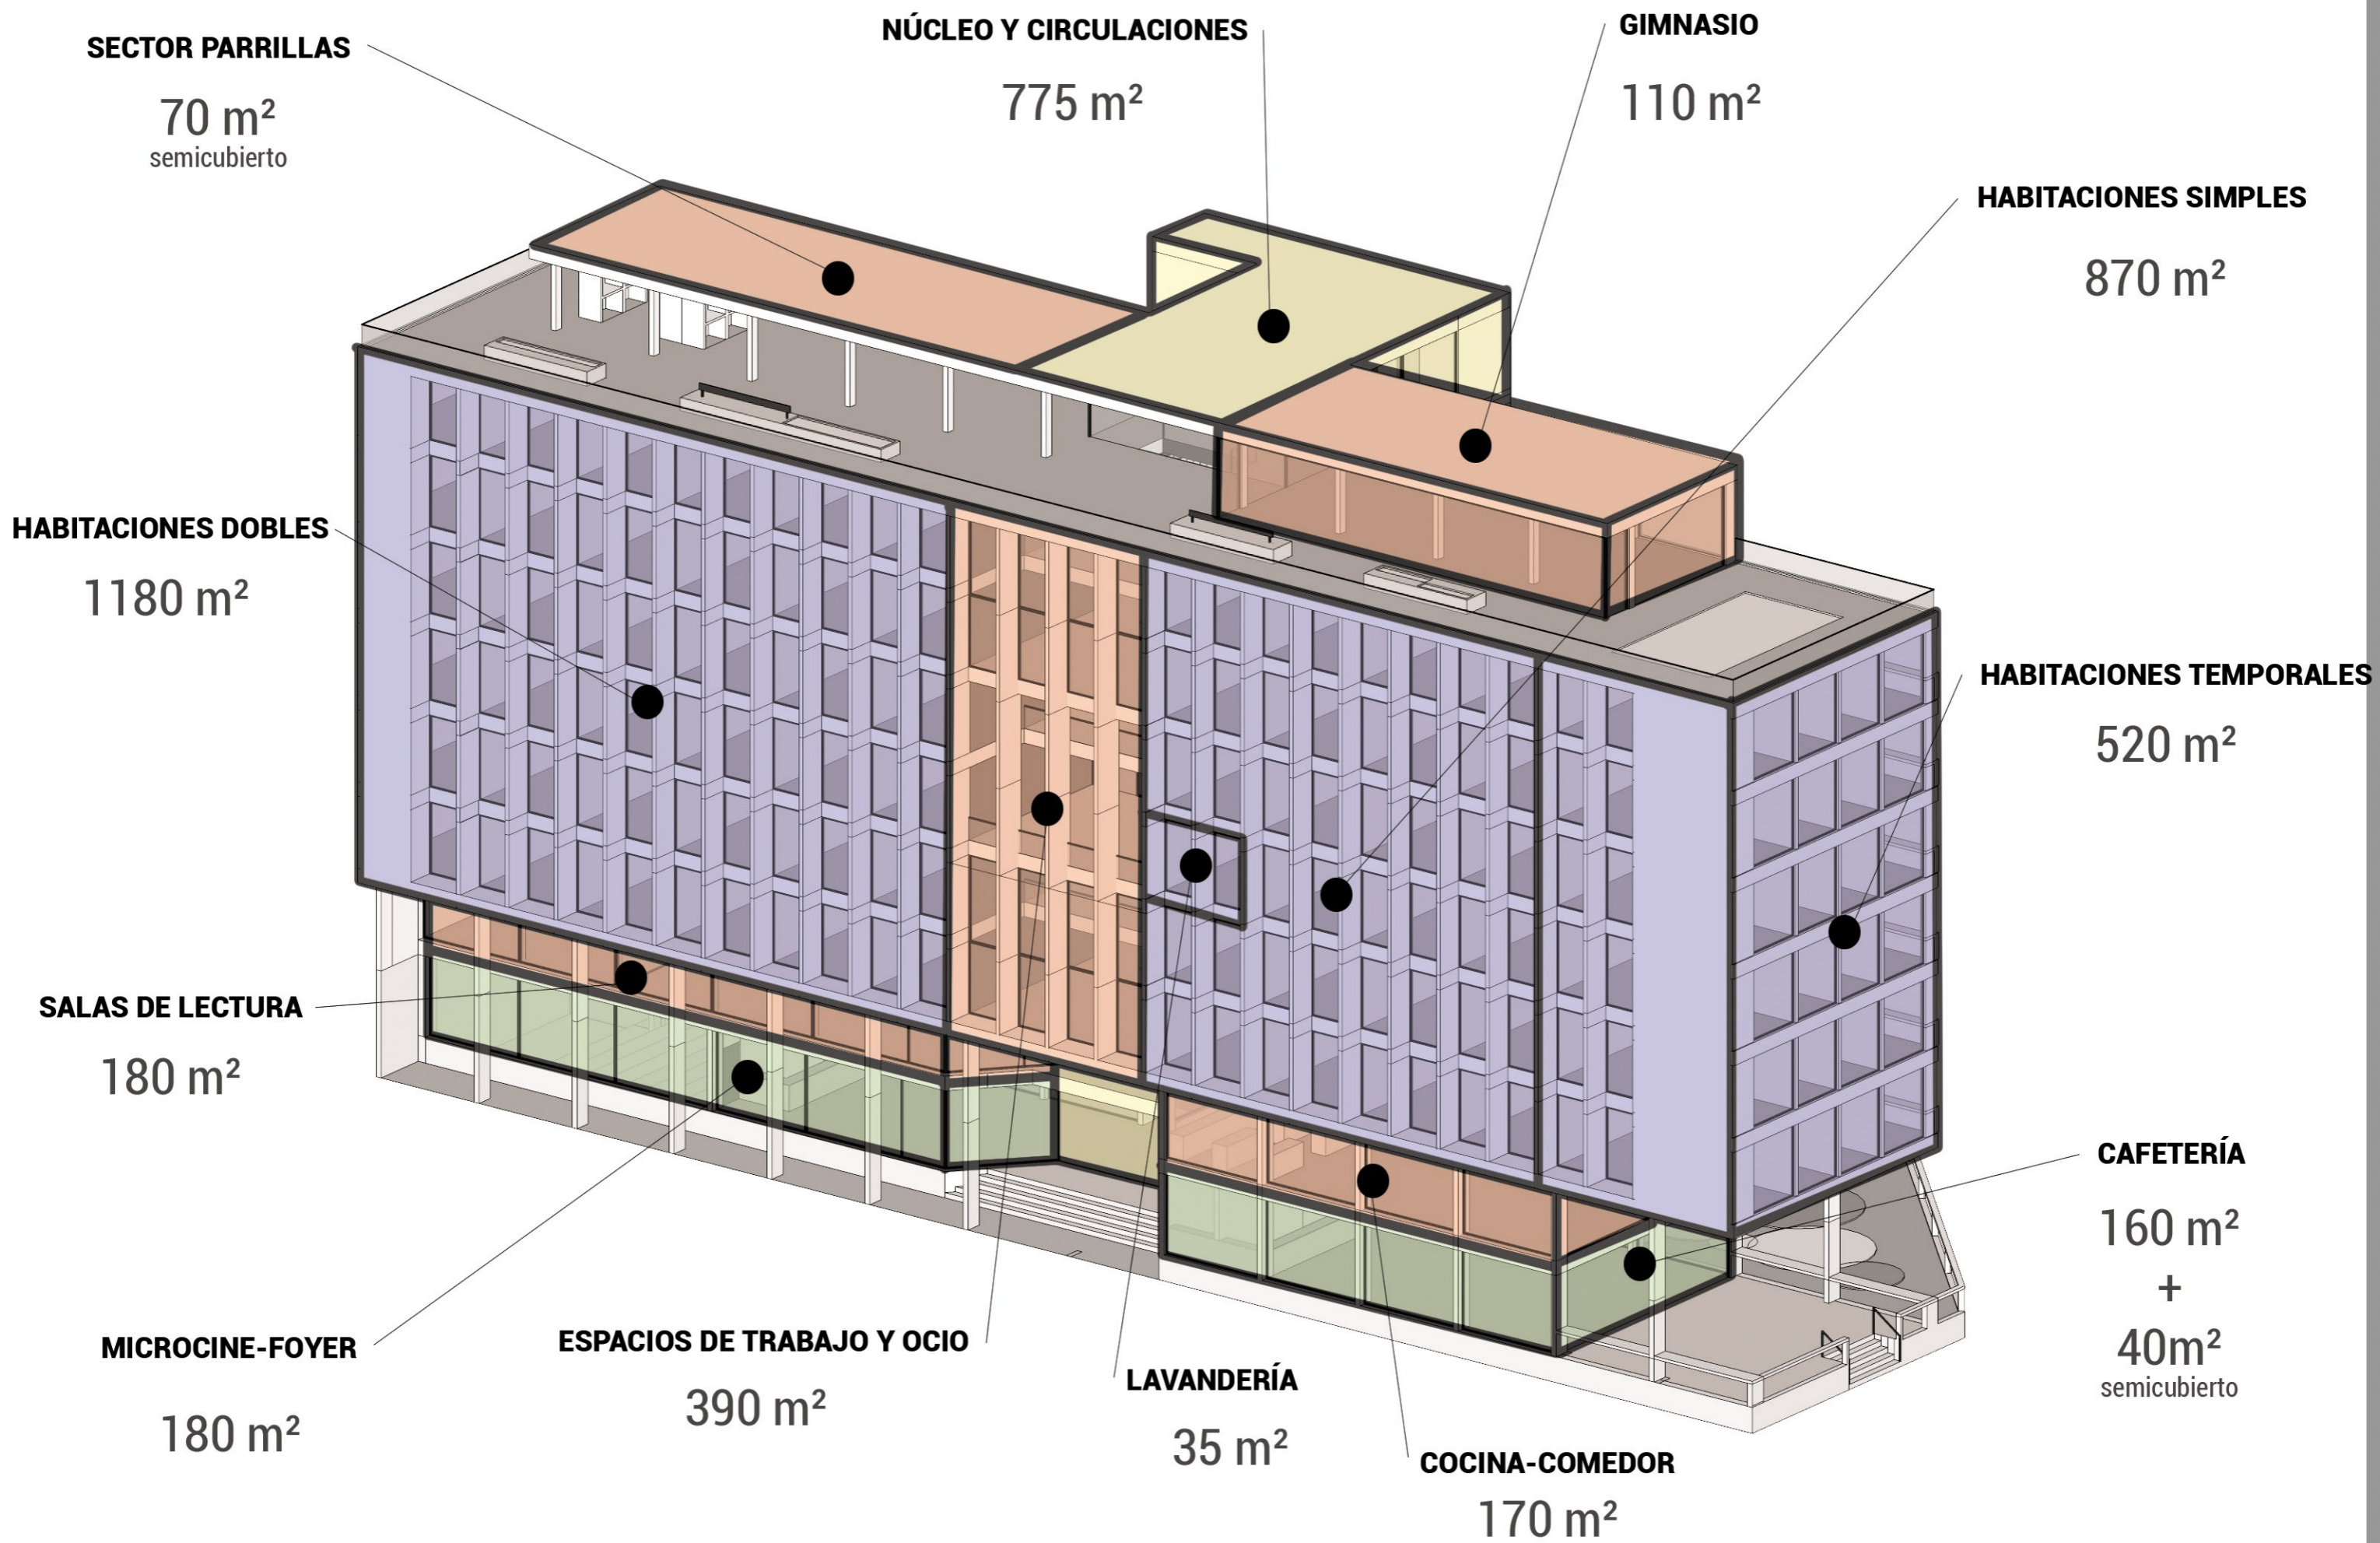 SECTOR PARRILLAS
70 m²
semicubierto
NÚCLEO Y CIRCULACIONES
775 m²
GIMNASIO
110 m²
HABITACIONES SIMPLES
870 m²
HABITACIONES DOBLES
1180 m²
HABITACIONES TEMPORALES
520 m²
SALAS DE LECTURA
180 m²
CAFETERÍA
160 m²
+
40m²
semicubierto
MICROCINE-FOYER
180 m²
ESPACIOS DE TRABAJO Y OCIO
390 m²
LAVANDERÍA
35 m²
COCINA-COMEDOR
170 m²